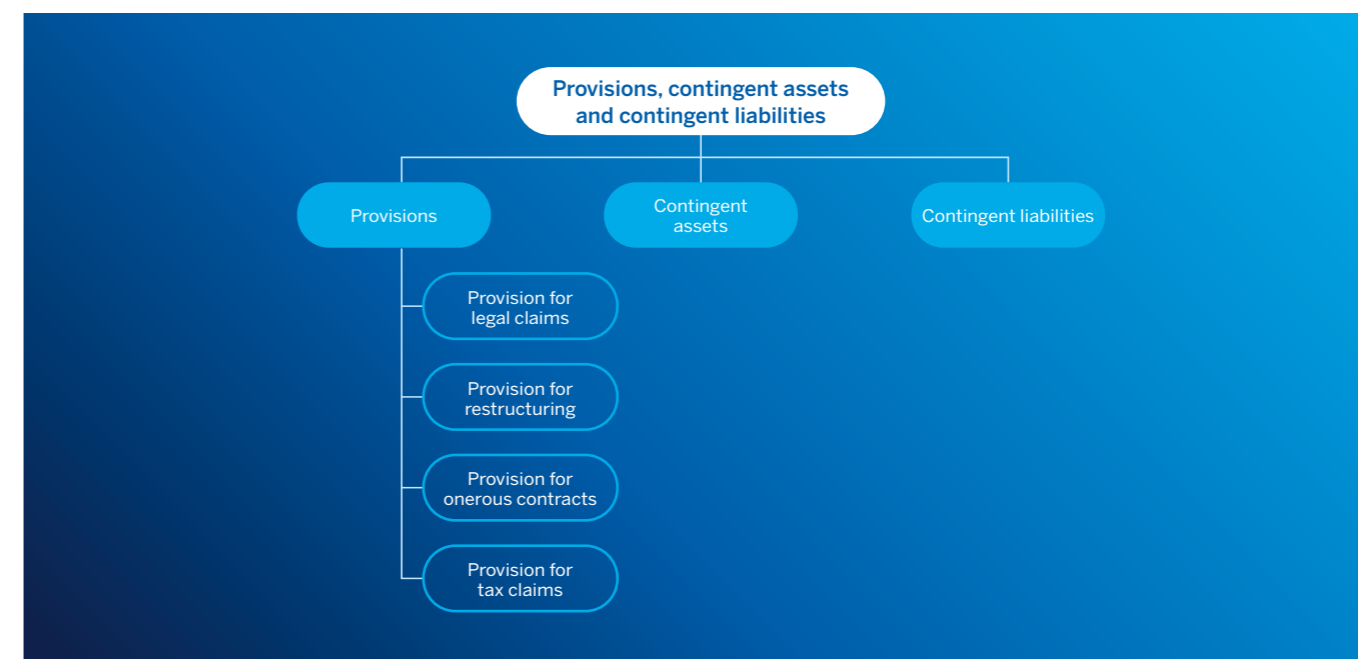 Provisions, contingent assets
and contingent liabilities
Provisions
Contingent
assets
Contingent liabilities
Provision for
legal claims
Provision for
restructuring
Provision for
onerous contracts
Provision for
tax claims